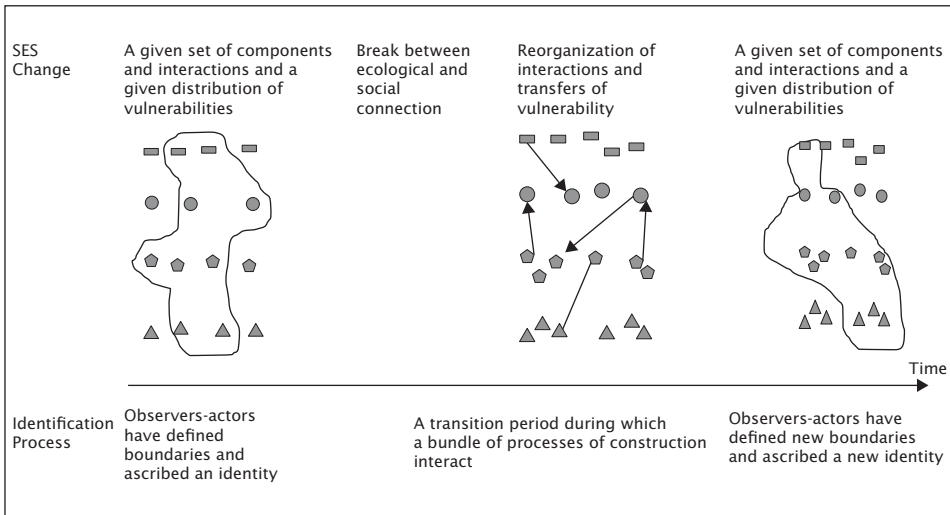 SES
Change
A given set of components
and interactions and a
given distribution of
vulnerabilities
Break between
ecological and
social
connection
Reorganization of
interactions and
transfers of
vulnerability
A given set of components
and interactions and a
given distribution of
vulnerabilities
Time
Identification
Process
Observers-actors
have defined
boundaries and
ascribed an identity
A transition period during which
a bundle of processes of construction
interact
Observers-actors have
defined new boundaries
and ascribed a new identity